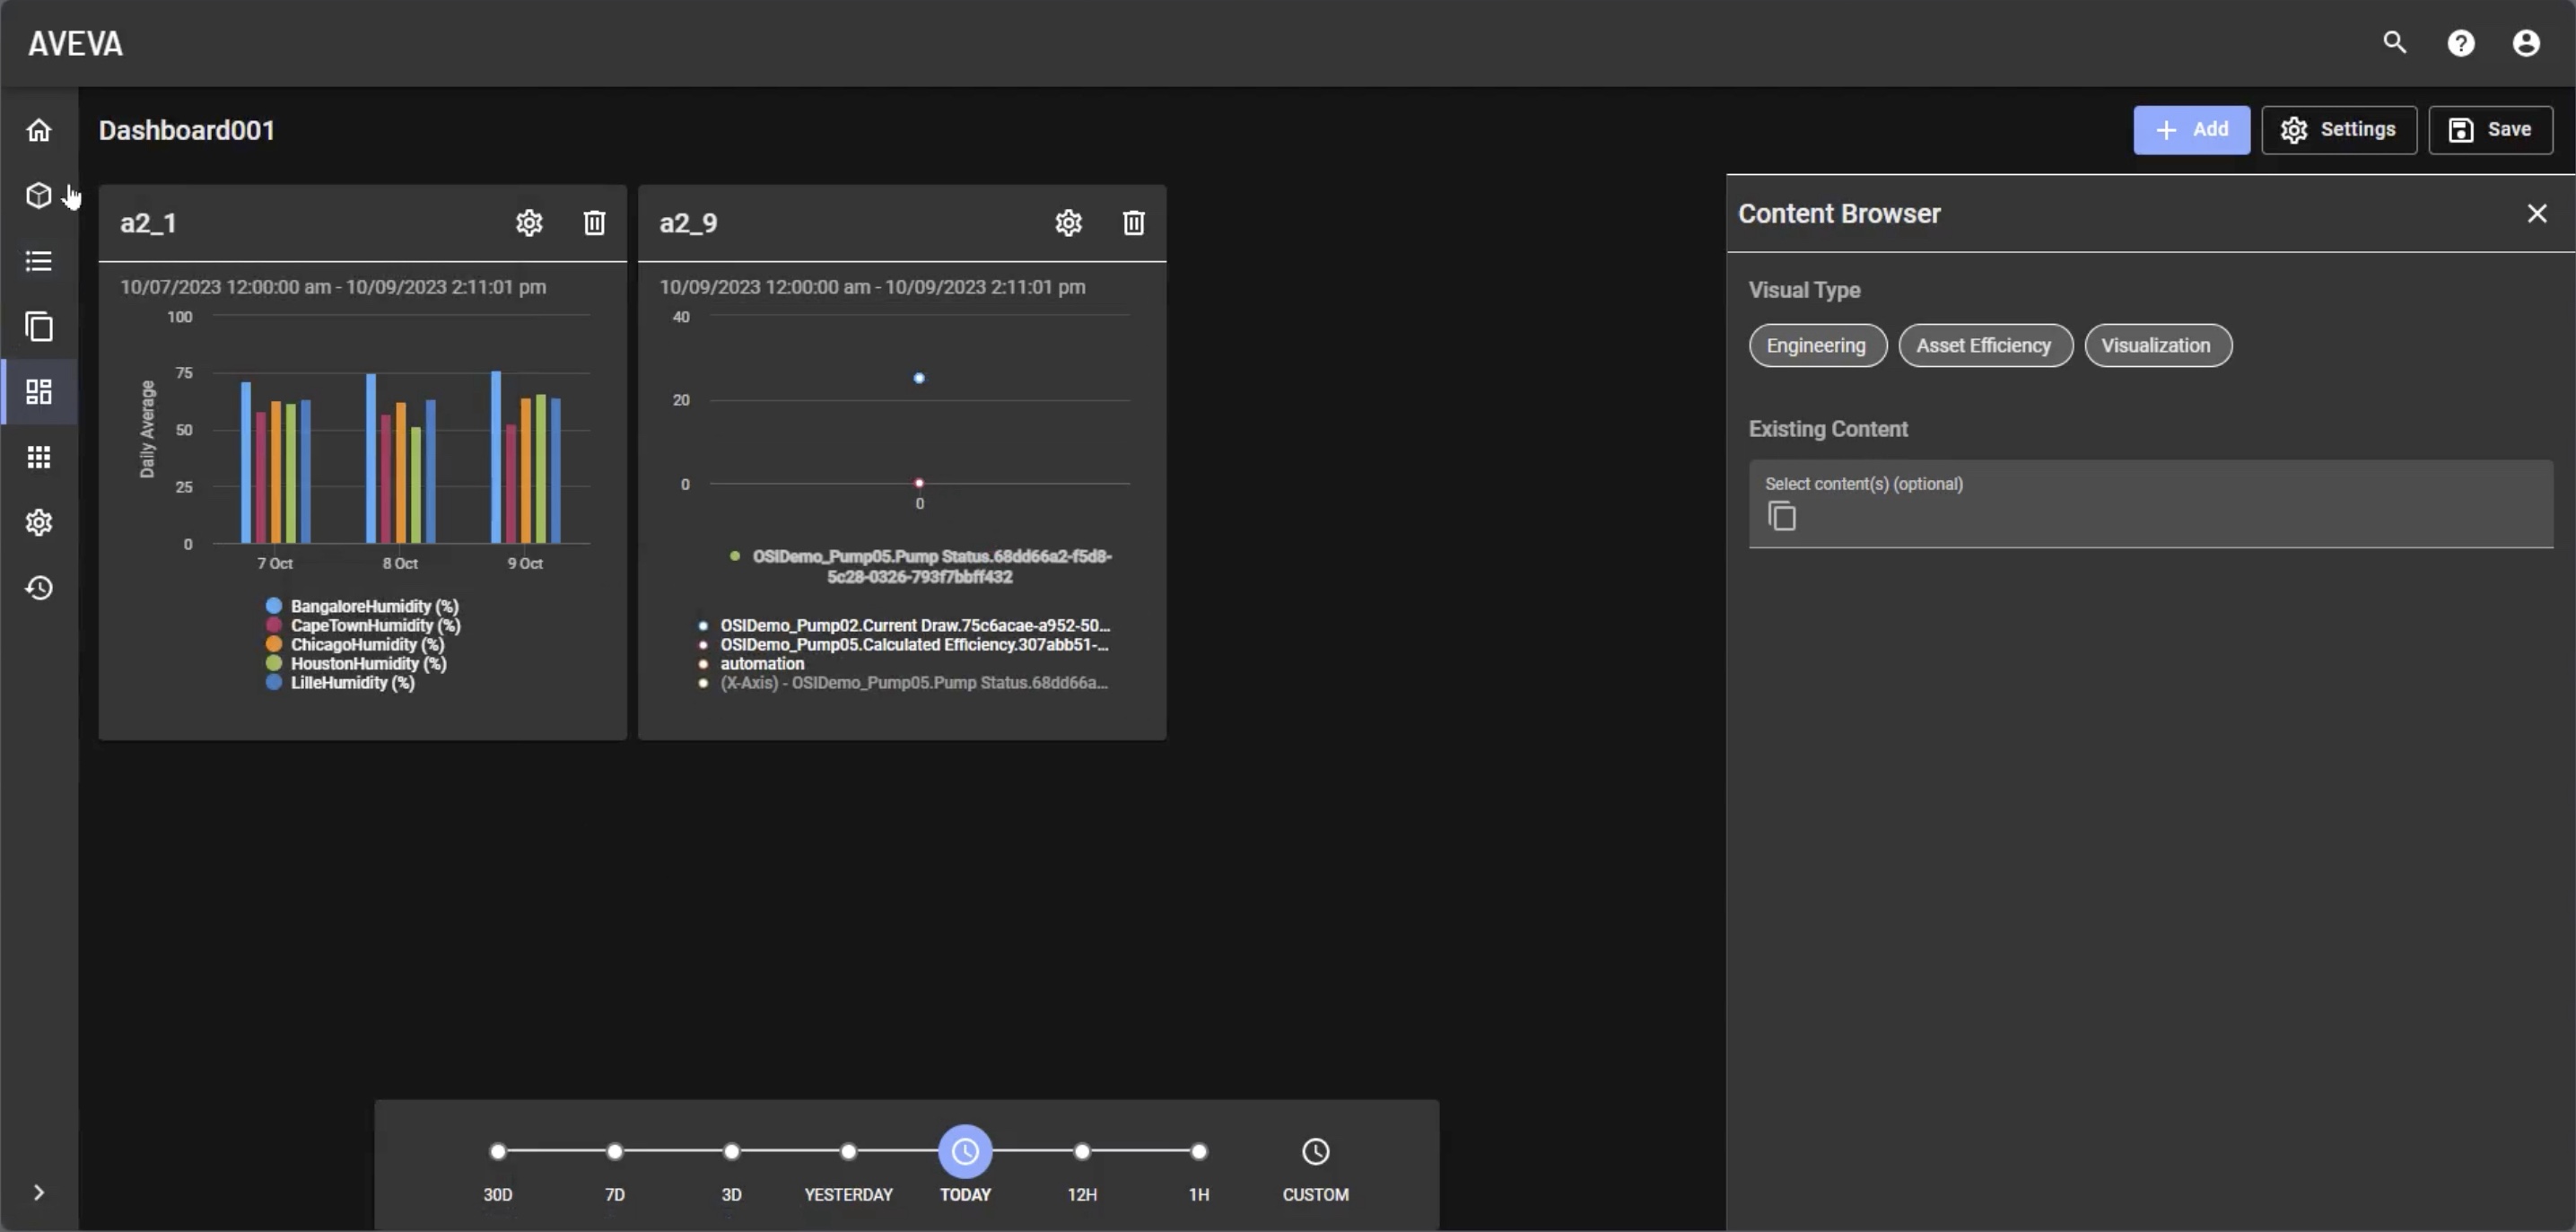 AVEVA
Dashboard001
Add
Settings
Save
a2_1
10/07/2023 12:00:00 am - 10/09/2023 2:11:01 pm
100
75
50
25
0
Daily Average
7 Oct
8 Oct
9 Oct
BangaloreHumidity (%)
CapeTownHumidity (%)
ChicagoHumidity (%)
HoustonHumidity (%)
LilleHumidity (%)
a2_9
10/09/2023 12:00:00 am - 10/09/2023 2:11:01 pm
40
20
0
0
OSIDemo_Pump05.Pump Status.68dd66a2-f5d8-
5c28-0326-793f7bbff432
OSIDemo_Pump02.Current Draw.75c6acae-a952-50...
OSIDemo_Pump05.Calculated Efficiency.307abb51-...
automation
(X-Axis) - OSIDemo_Pump05.Pump Status.68dd66a...
Content Browser
Visual Type
Engineering
Asset Efficiency
Visualization
Existing Content
Select content(s) (optional)
30D
7D
3D
YESTERDAY
TODAY
12H
1H
CUSTOM